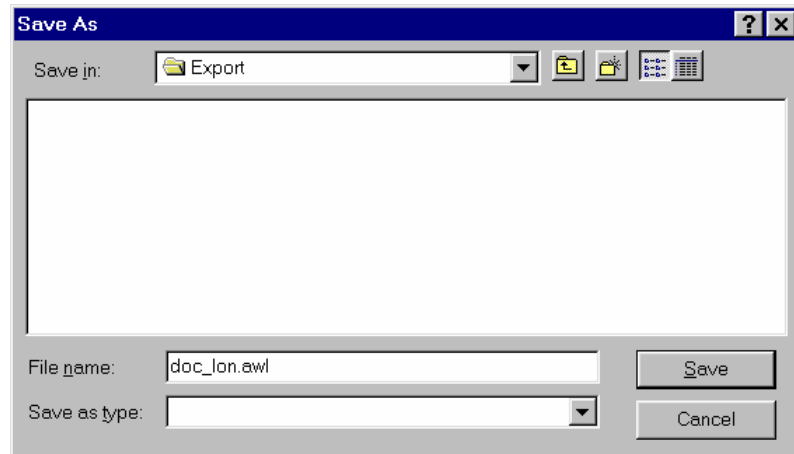 Save As
Save in: Export
File name: doc_lon.awl
Save
Save as type:
Cancel